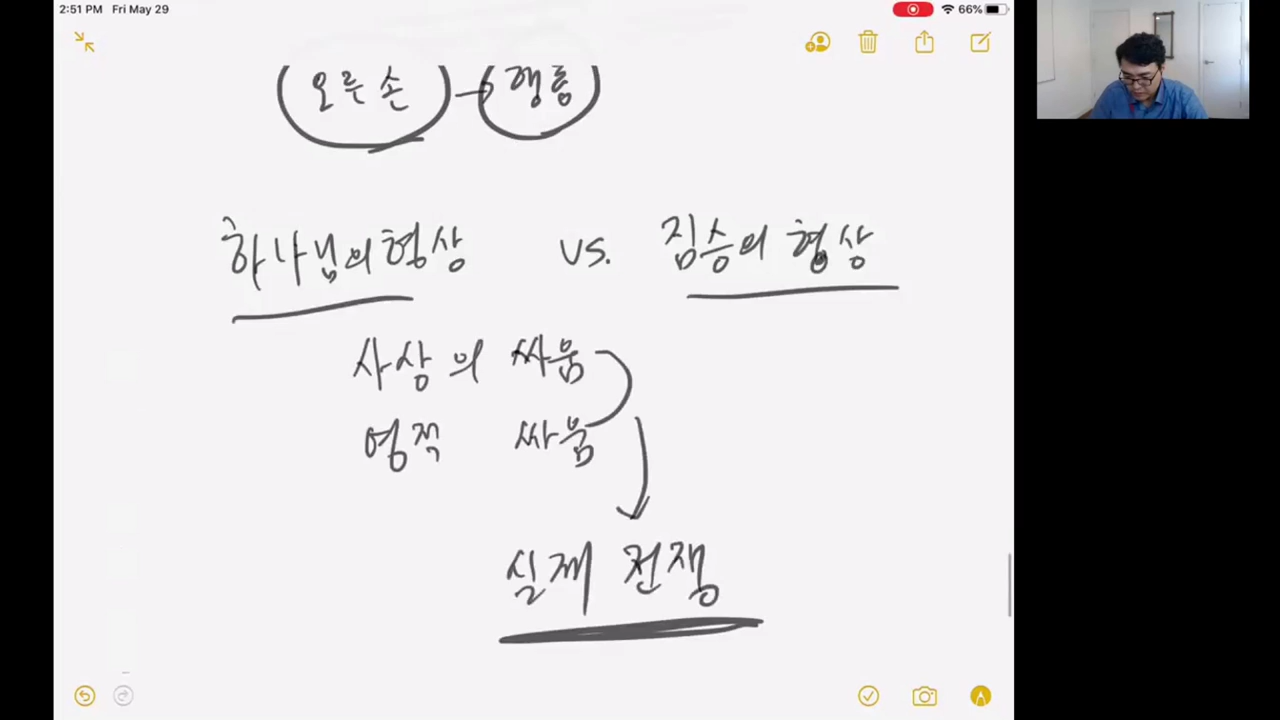 2:51 PM Fri May 29 66%
오른손 → 행동
하나님의 형상 vs. 짐승의 형상
사상의 싸움
영적 싸움
실제 전쟁